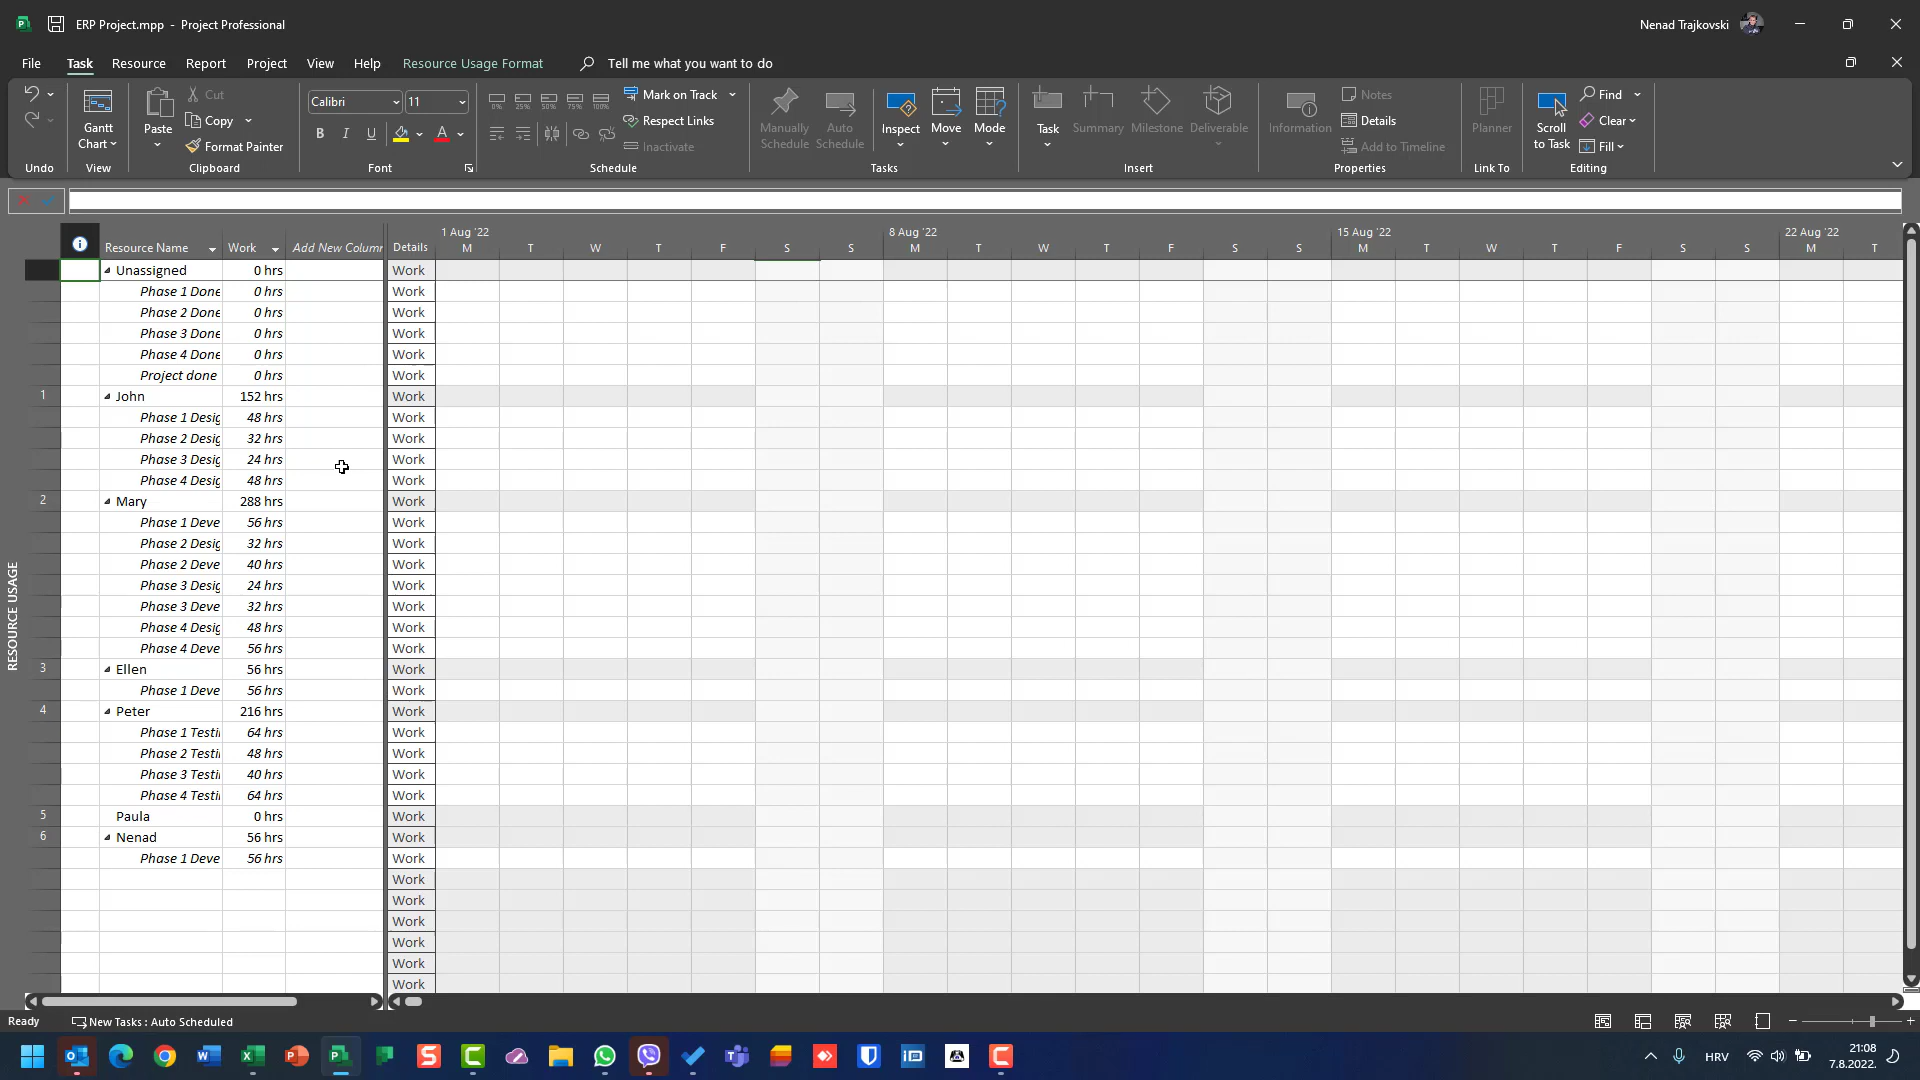 ERP Project.mpp - Project Professional
Nenad Trajkovski
File Task Resource Report Project View Help Resource Usage Format Tell me what you want to do
Undo
Gantt Chart
View
Paste
Cut
Copy
Format Painter
Clipboard
Calibri 11
B I U A
Font
0% 25% 50% 75% 100%
Mark on Track
Respect Links
Inactivate
Schedule
Manually Schedule
Auto Schedule
Inspect
Move
Mode
Tasks
Task
Summary
Milestone
Deliverable
Insert
Information
Notes
Details
Add to Timeline
Properties
Planner
Link To
Scroll to Task
Find
Clear
Fill
Editing
1 Aug '22 8 Aug '22 15 Aug '22 22 Aug '22
Resource Name Work Add New Column Details M T W T F S S M T W T F S S M T W T F S S M T
Unassigned 0 hrs Work
Phase 1 Done 0 hrs Work
Phase 2 Done 0 hrs Work
Phase 3 Done 0 hrs Work
Phase 4 Done 0 hrs Work
Project done 0 hrs Work
1 John 152 hrs Work
Phase 1 Desig 48 hrs Work
Phase 2 Desig 32 hrs Work
Phase 3 Desig 24 hrs Work
Phase 4 Desig 48 hrs Work
2 Mary 288 hrs Work
Phase 1 Deve 56 hrs Work
Phase 2 Desig 32 hrs Work
Phase 2 Deve 40 hrs Work
Phase 3 Desig 24 hrs Work
Phase 3 Deve 32 hrs Work
Phase 4 Desig 48 hrs Work
Phase 4 Deve 56 hrs Work
3 Ellen 56 hrs Work
Phase 1 Deve 56 hrs Work
4 Peter 216 hrs Work
Phase 1 Testi 64 hrs Work
Phase 2 Testi 48 hrs Work
Phase 3 Testi 40 hrs Work
Phase 4 Testi 64 hrs Work
5 Paula 0 hrs Work
6 Nenad 56 hrs Work
Phase 1 Deve 56 hrs Work
Work
Work
Work
Work
Work
Work
RESOURCE USAGE
Ready New Tasks : Auto Scheduled
HRV
21:08
7.8.2022.